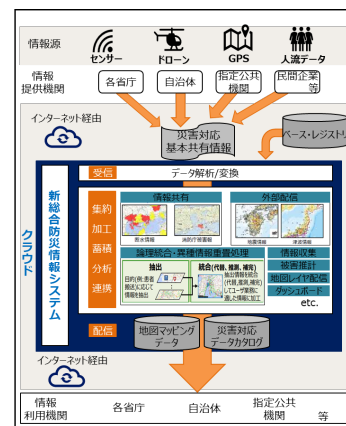 情報源
センサー
ドローン
GPS
人流データ
情報
提供機関
各省庁
自治体
指定公共
機関
民間企業
等
インターネット経由
災害対応
基本共有情報
ベース・レジストリ
クラウド
新総合防災情報システム
受信
データ解析/変換
集約
加工
蓄積
分析
連携
情報共有
外部配信
論理統合・異種情報重畳処理
抽出
統合(代替、推測、補完)
情報収集
被害推計
地図レイヤ配信
ダッシュボード
etc.
配信
地図マッピング
データ
災害対応
データカタログ
インターネット経由
情報
利用機関
各省庁
自治体
指定公共
機関
等